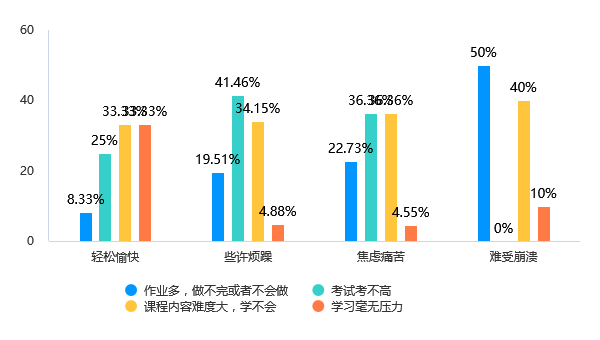 60
40
20
0
8.33%
25%
33.33%
33.33%
19.51%
41.46%
34.15%
4.88%
22.73%
36.36%
36.36%
4.55%
50%
0%
40%
10%
轻松愉快
些许烦躁
焦虑痛苦
难受崩溃
作业多，做不完或者不会做
考试考不高
课程内容难度大，学不会
学习毫无压力